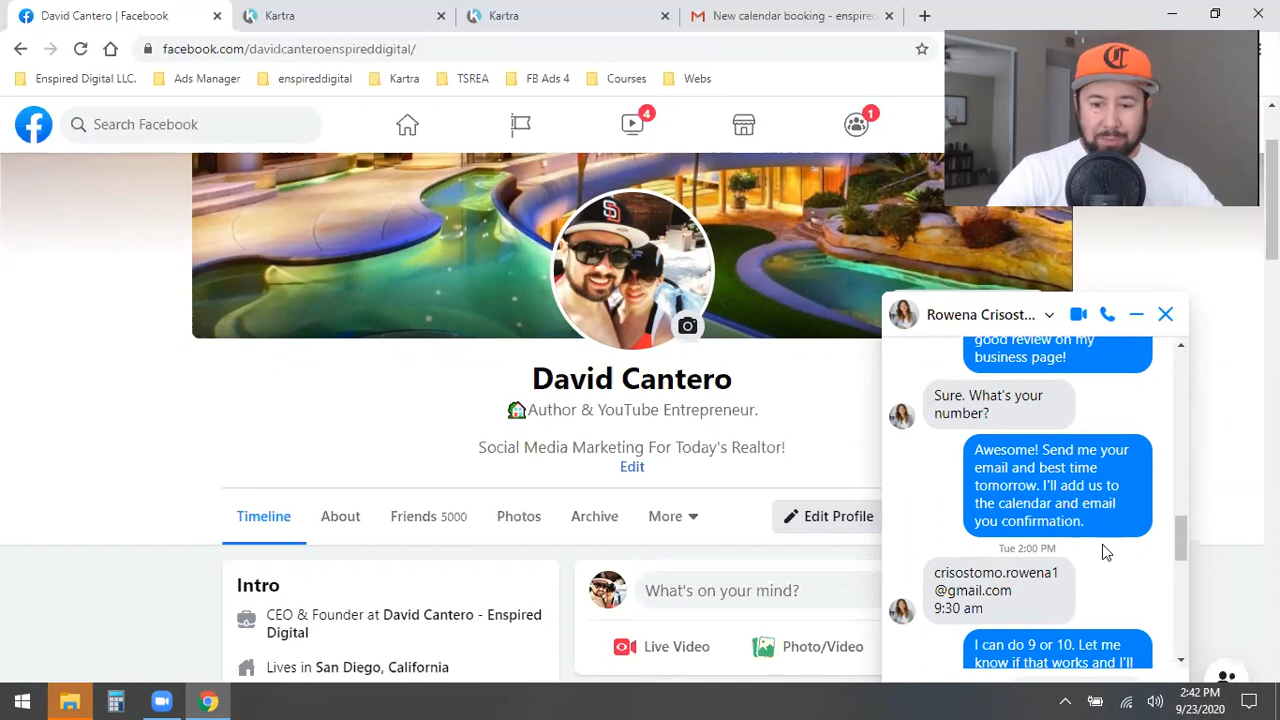 David Cantero | Facebook
Kartra
Kartra
New calendar booking - enspired
facebook.com/davidcanteroenspireddigital/
Enspired Digital LLC.
Ads Manager
enspireddigital
Kartra
TSREA
FB Ads 4
Courses
Webs
Search Facebook
4
1
David Cantero
Author & YouTube Entrepreneur.
Social Media Marketing For Today's Realtor!
Edit
Timeline
About
Friends 5000
Photos
Archive
More
Edit Profile
Intro
CEO & Founder at David Cantero - Enspired
Digital
Lives in San Diego, California
What's on your mind?
Live Video
Photo/Video
Rowena Crisost...
good review on my
business page!
Sure. What's your
number?
Awesome! Send me your
email and best time
tomorrow. I'll add us to
the calendar and email
you confirmation.
Tue 2:00 PM
crisostomo.rowena1
@gmail.com
9:30 am
I can do 9 or 10. Let me
know if that works and I'll
2:42 PM
9/23/2020